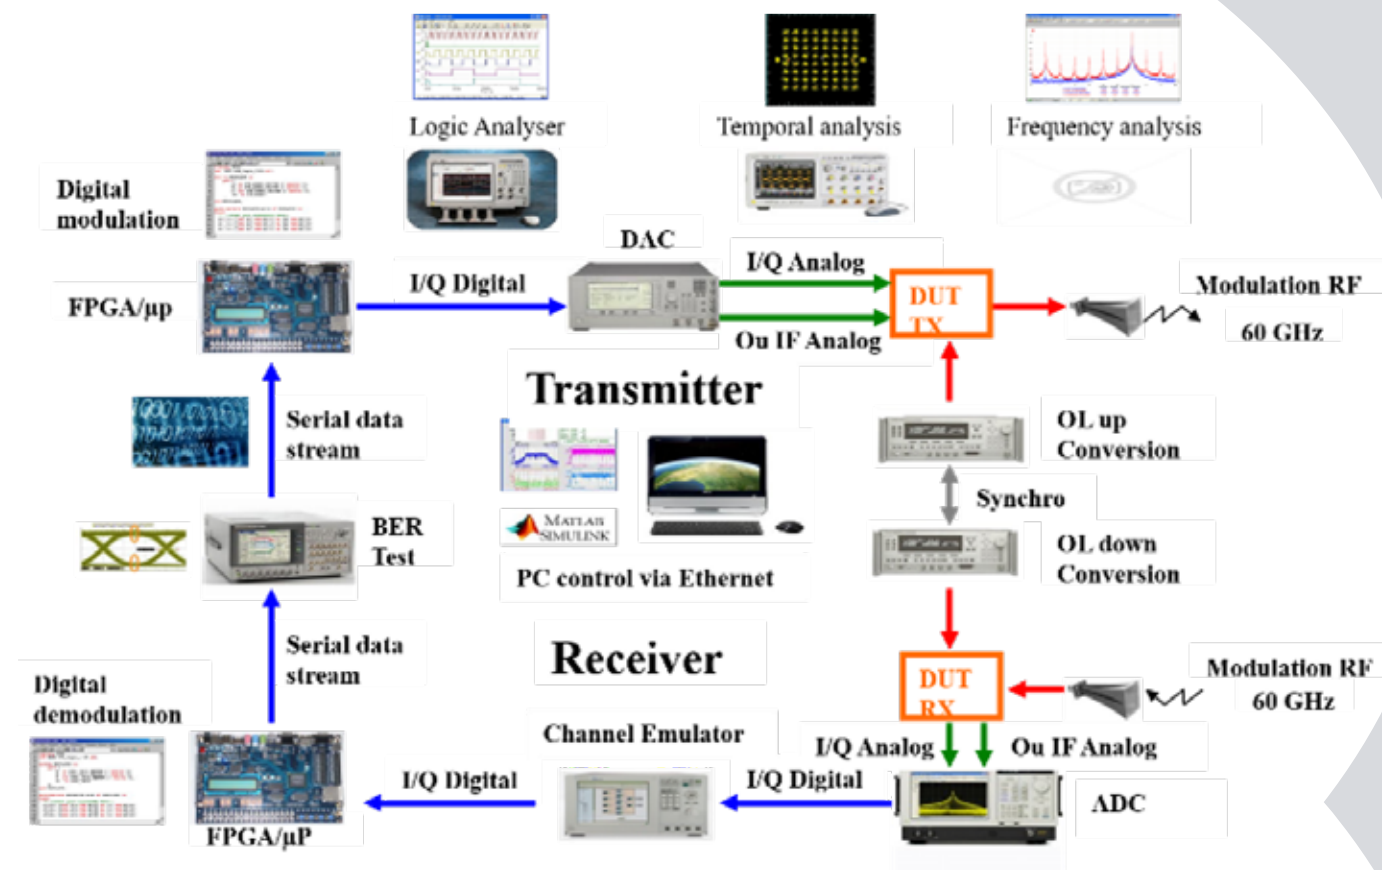 Logic Analyser
Temporal analysis
Frequency analysis
Digital
modulation
DAC
I/Q Digital
I/Q Analog
FPGA/μp
DUT
TX
Modulation RF
60 GHz
Ou IF Analog
Transmitter
Serial data
stream
OL up
Conversion
Synchro
MATLAB
SIMULINK
BER
Test
OL down
Conversion
PC control via Ethernet
Serial data
stream
Receiver
Digital
demodulation
DUT
RX
Modulation RF
60 GHz
Channel Emulator
I/Q Analog
Ou IF Analog
I/Q Digital
I/Q Digital
ADC
FPGA/μP